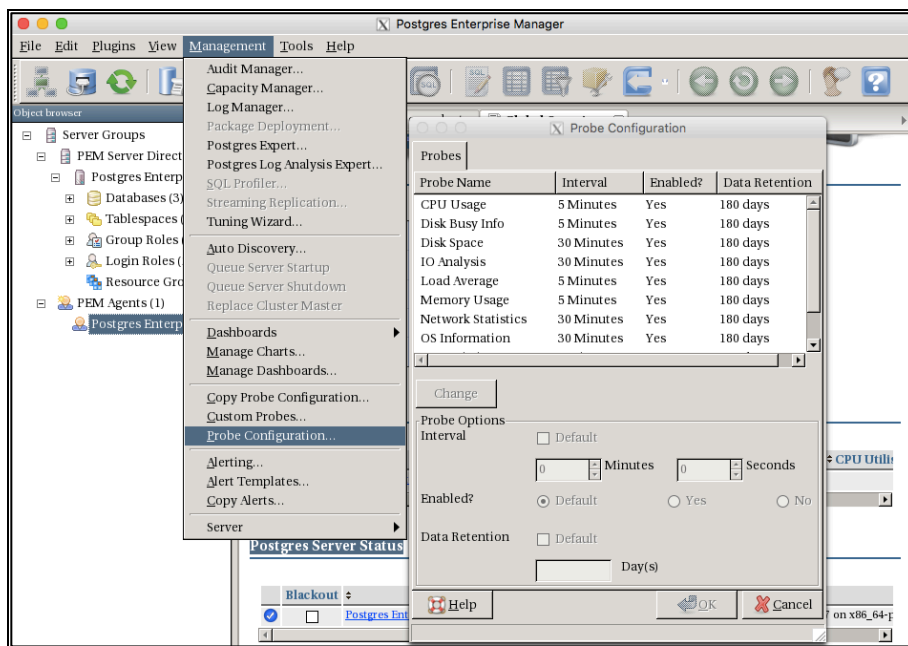 Postgres Enterprise Manager
File Edit Plugins View Management Tools Help
Object browser
Server Groups
PEM Server Direct
Postgres Enterp
Databases (3)
Tablespaces (
Group Roles (
Login Roles (
Resource Gro
PEM Agents (1)
Postgres Enterp
Audit Manager...
Capacity Manager...
Log Manager...
Package Deployment...
Postgres Expert...
Postgres Log Analysis Expert...
SQL Profiler...
Streaming Replication...
Tuning Wizard...
Auto Discovery...
Queue Server Startup
Queue Server Shutdown
Replace Cluster Master
Dashboards
Manage Charts...
Manage Dashboards...
Copy Probe Configuration...
Custom Probes...
Probe Configuration...
Alerting...
Alert Templates...
Copy Alerts...
Server
SQL
SQL
Probe Configuration
Probes
Probe Name Interval Enabled? Data Retention
CPU Usage 5 Minutes Yes 180 days
Disk Busy Info 5 Minutes Yes 180 days
Disk Space 30 Minutes Yes 180 days
IO Analysis 30 Minutes Yes 180 days
Load Average 5 Minutes Yes 180 days
Memory Usage 5 Minutes Yes 180 days
Network Statistics 30 Minutes Yes 180 days
OS Information 30 Minutes Yes 180 days
Change
Probe Options
Interval Default
0 Minutes 0 Seconds
Enabled? Default Yes No
Data Retention Default
Day(s)
Help OK Cancel
CPU Utili
Postgres Server Status
Blackout
Postgres Ent
on x86_64-p